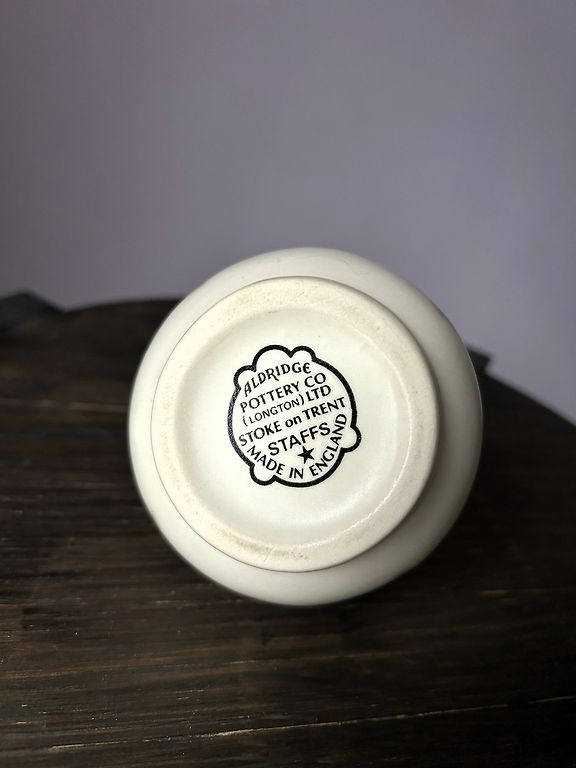 ALDRIDGE
POTTERY CO
(LONGTON) LTD
STOKE on TRENT
STAFFS
MADE IN ENGLAND